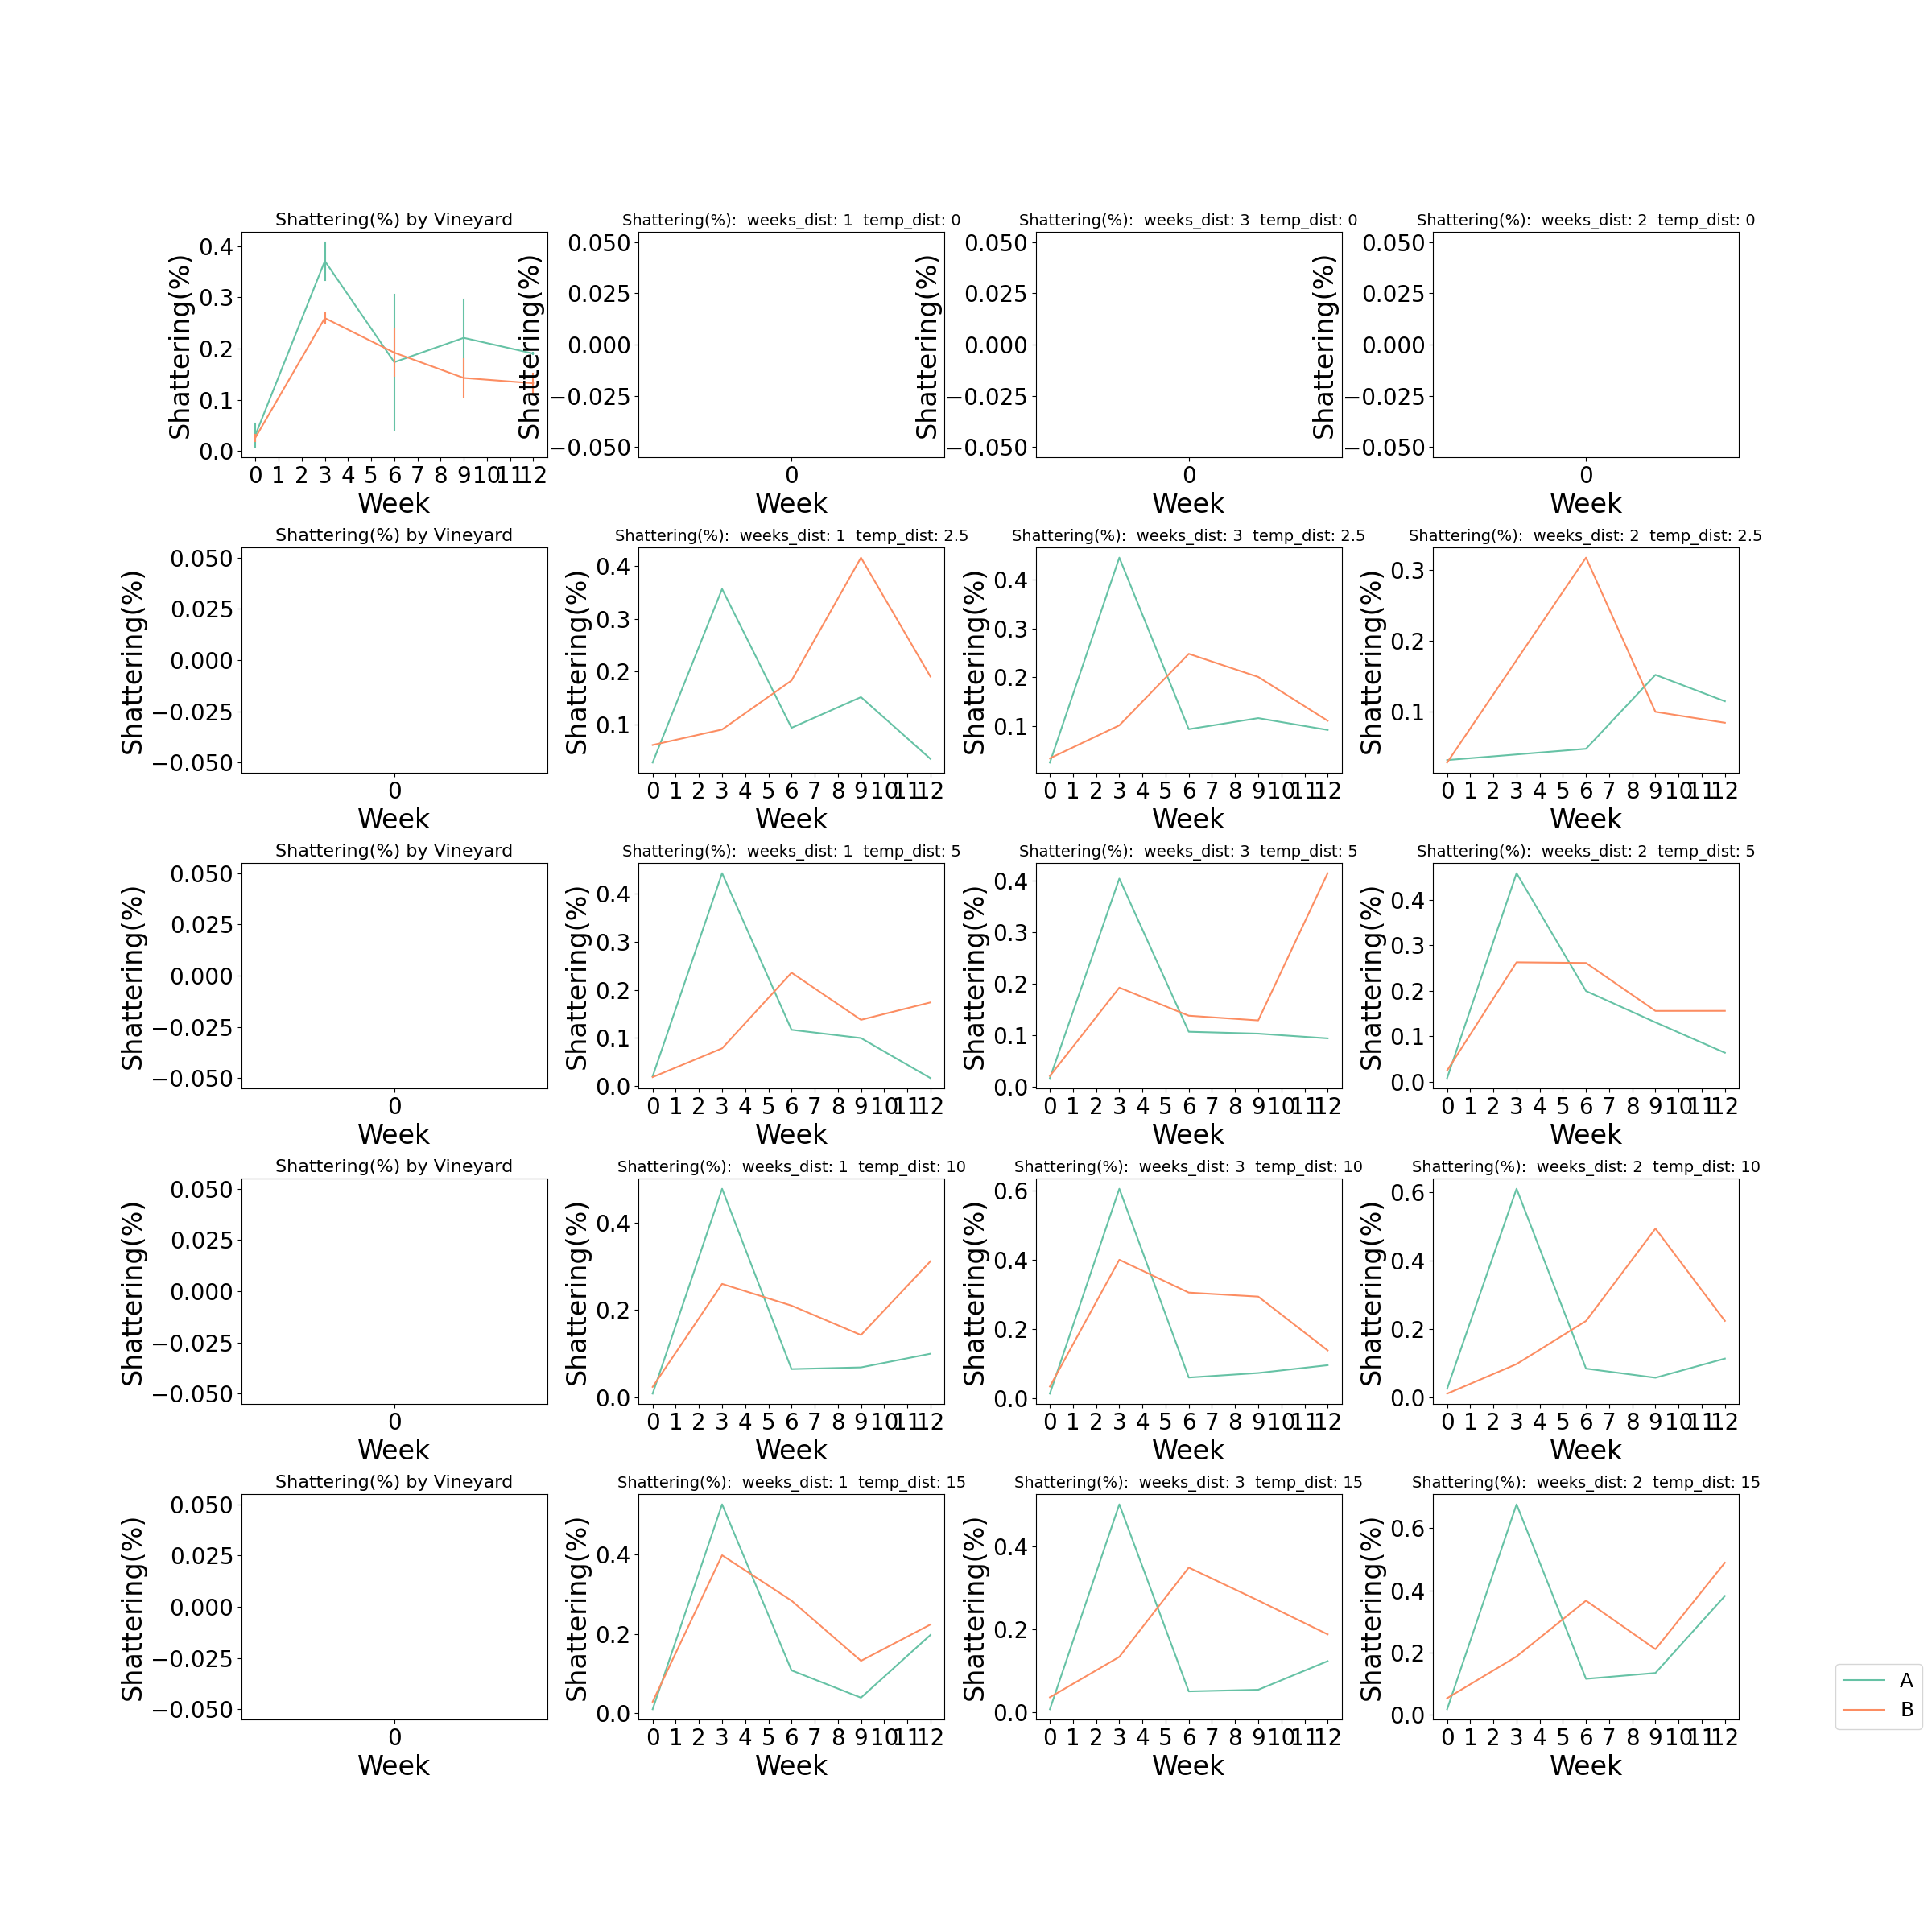 Shattering(%) by Vineyard
Shattering(%):  weeks_dist: 1  temp_dist: 0
Shattering(%):  weeks_dist: 3  temp_dist: 0
Shattering(%):  weeks_dist: 2  temp_dist: 0
Shattering(%)
0.4
0.3
0.2
0.1
0.0
0 1 2 3 4 5 6 7 8 9 10 11 12
Week
Shattering(%)
0.050
0.025
0.000
−0.025
−0.050
0
Week
Shattering(%)
0.050
0.025
0.000
−0.025
−0.050
0
Week
Shattering(%)
0.050
0.025
0.000
−0.025
−0.050
0
Week
Shattering(%) by Vineyard
Shattering(%):  weeks_dist: 1  temp_dist: 2.5
Shattering(%):  weeks_dist: 3  temp_dist: 2.5
Shattering(%):  weeks_dist: 2  temp_dist: 2.5
Shattering(%)
0.050
0.025
0.000
−0.025
−0.050
0
Week
Shattering(%)
0.4
0.3
0.2
0.1
0 1 2 3 4 5 6 7 8 9 10 11 12
Week
Shattering(%)
0.4
0.3
0.2
0.1
0 1 2 3 4 5 6 7 8 9 10 11 12
Week
Shattering(%)
0.3
0.2
0.1
0 1 2 3 4 5 6 7 8 9 10 11 12
Week
Shattering(%) by Vineyard
Shattering(%):  weeks_dist: 1  temp_dist: 5
Shattering(%):  weeks_dist: 3  temp_dist: 5
Shattering(%):  weeks_dist: 2  temp_dist: 5
Shattering(%)
0.050
0.025
0.000
−0.025
−0.050
0
Week
Shattering(%)
0.4
0.3
0.2
0.1
0.0
0 1 2 3 4 5 6 7 8 9 10 11 12
Week
Shattering(%)
0.4
0.3
0.2
0.1
0.0
0 1 2 3 4 5 6 7 8 9 10 11 12
Week
Shattering(%)
0.4
0.3
0.2
0.1
0.0
0 1 2 3 4 5 6 7 8 9 10 11 12
Week
Shattering(%) by Vineyard
Shattering(%):  weeks_dist: 1  temp_dist: 10
Shattering(%):  weeks_dist: 3  temp_dist: 10
Shattering(%):  weeks_dist: 2  temp_dist: 10
Shattering(%)
0.050
0.025
0.000
−0.025
−0.050
0
Week
Shattering(%)
0.4
0.2
0.0
0 1 2 3 4 5 6 7 8 9 10 11 12
Week
Shattering(%)
0.6
0.4
0.2
0.0
0 1 2 3 4 5 6 7 8 9 10 11 12
Week
Shattering(%)
0.6
0.4
0.2
0.0
0 1 2 3 4 5 6 7 8 9 10 11 12
Week
Shattering(%) by Vineyard
Shattering(%):  weeks_dist: 1  temp_dist: 15
Shattering(%):  weeks_dist: 3  temp_dist: 15
Shattering(%):  weeks_dist: 2  temp_dist: 15
Shattering(%)
0.050
0.025
0.000
−0.025
−0.050
0
Week
Shattering(%)
0.4
0.2
0.0
0 1 2 3 4 5 6 7 8 9 10 11 12
Week
Shattering(%)
0.4
0.2
0.0
0 1 2 3 4 5 6 7 8 9 10 11 12
Week
Shattering(%)
0.6
0.4
0.2
0.0
0 1 2 3 4 5 6 7 8 9 10 11 12
Week
A
B